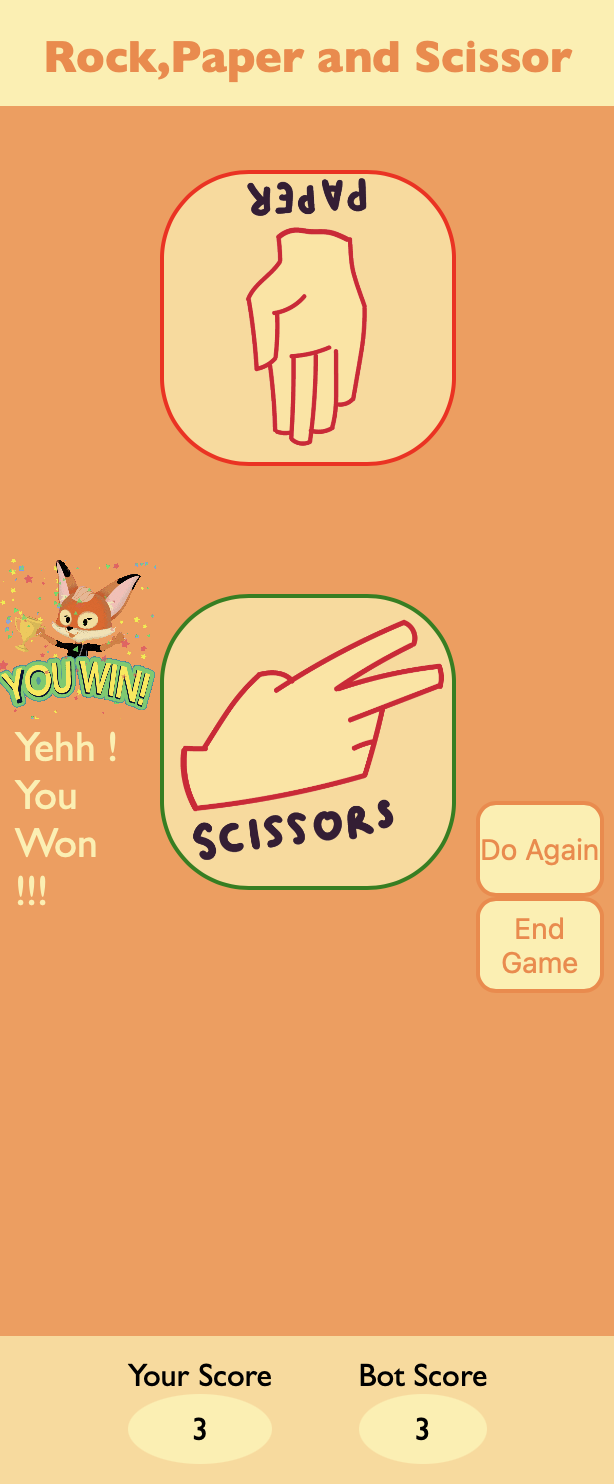 Rock,Paper and Scissor
PAPER
YOU WIN!
Yehh !
You
Won
!!!
SCISSORS
Do Again
End
Game
Your Score
Bot Score
3
3